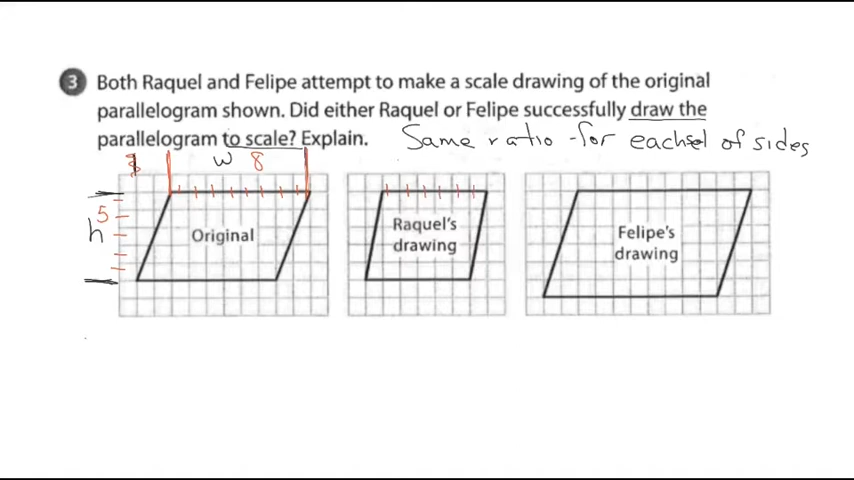 3 Both Raquel and Felipe attempt to make a scale drawing of the original
parallelogram shown. Did either Raquel or Felipe successfully draw the
parallelogram to scale? Explain. Same ratio for each set of sides
w 8
5
h
Original
Raquel's
drawing
Felipe's
drawing